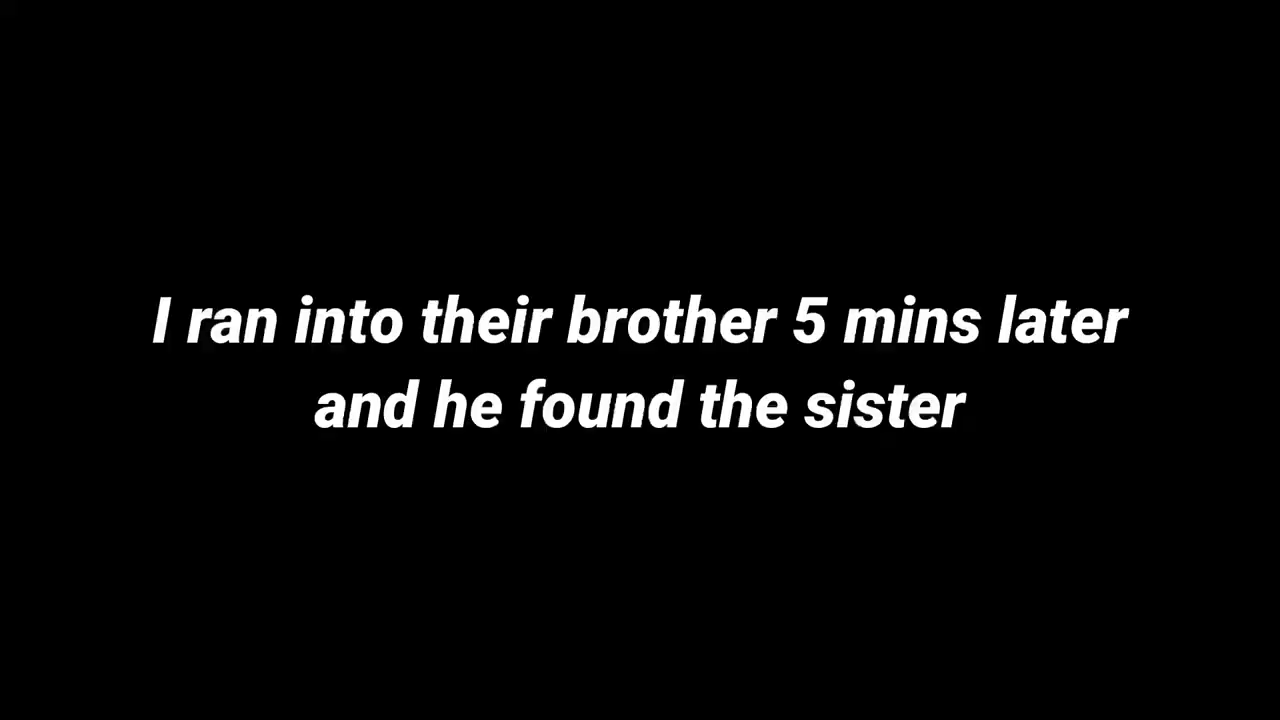 I ran into their brother 5 mins later
and he found the sister